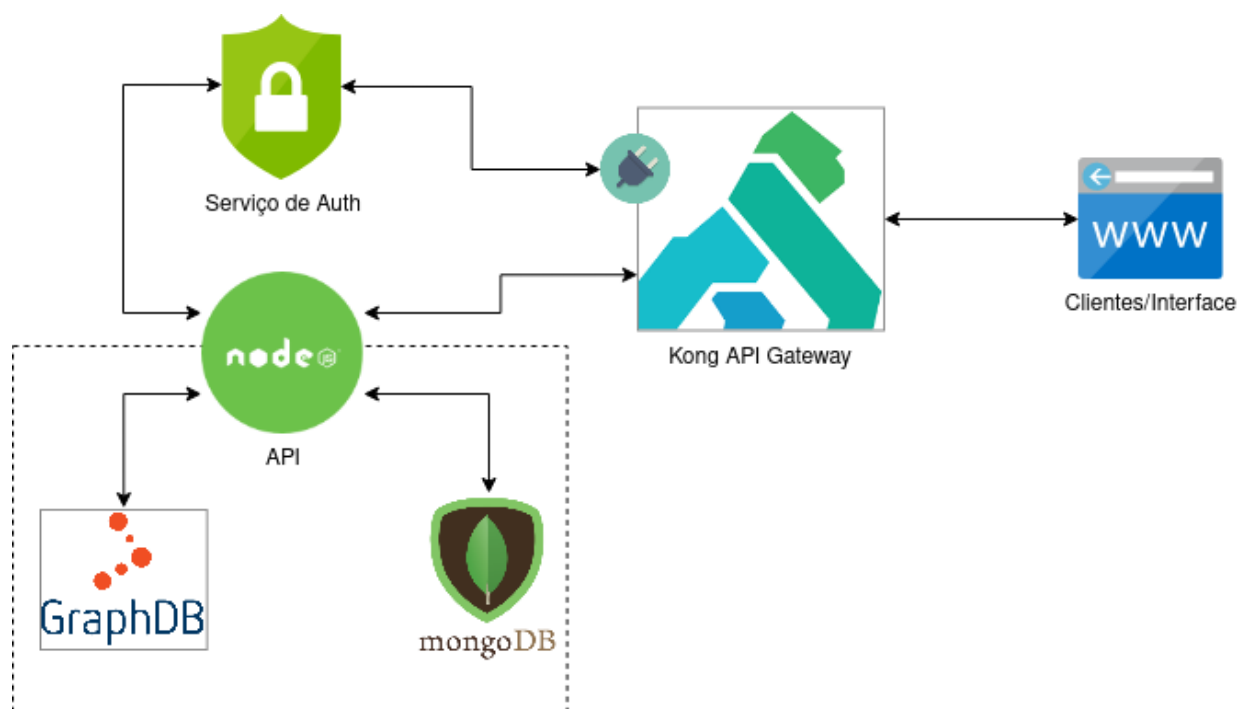 Serviço de Auth
WWW
Clientes/Interface
Kong API Gateway
node JS
API
GraphDB
mongoDB